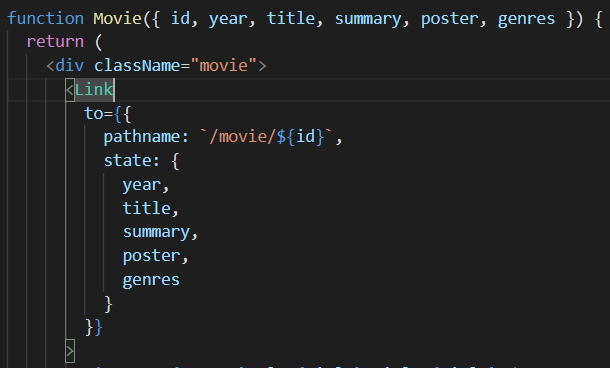 function Movie({ id, year, title, summary, poster, genres }) {
return (
<div className="movie">
<Link
to={{
pathname: `/movie/${id}`,
state: {
year,
title,
summary,
poster,
genres
}
}}
>